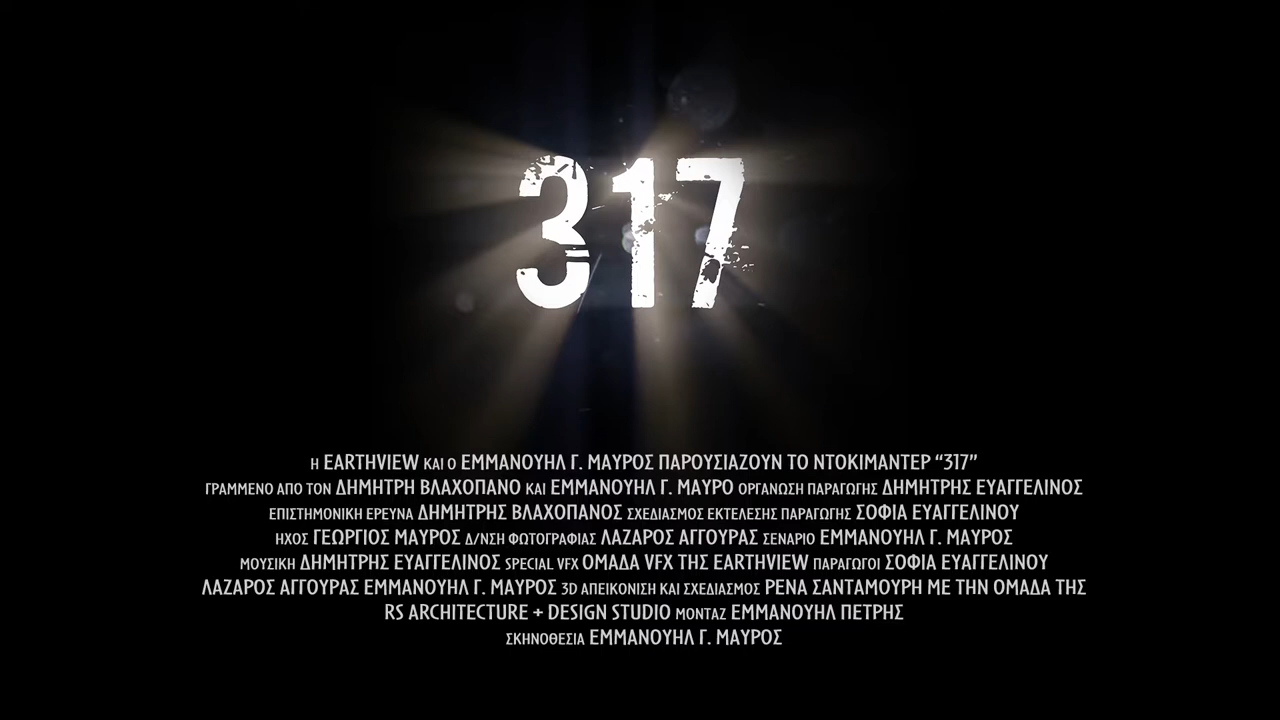 317
Η EARTHVIEW ΚΑΙ Ο ΕΜΜΑΝΟΥΗΛ Γ. ΜΑΥΡΟΣ ΠΑΡΟΥΣΙΑΖΟΥΝ ΤΟ ΝΤΟΚΙΜΑΝΤΕΡ “317”
ΓΡΑΜΜΕΝΟ ΑΠΟ ΤΟΝ ΔΗΜΗΤΡΗ ΒΛΑΧΟΠΑΝΟ ΚΑΙ ΕΜΜΑΝΟΥΗΛ Γ. ΜΑΥΡΟ ΟΡΓΑΝΩΣΗ ΠΑΡΑΓΩΓΗΣ ΔΗΜΗΤΡΗΣ ΕΥΑΓΓΕΛΙΝΟΣ
ΕΠΙΣΤΗΜΟΝΙΚΗ ΕΡΕΥΝΑ ΔΗΜΗΤΡΗΣ ΒΛΑΧΟΠΑΝΟΣ ΣΧΕΔΙΑΣΜΟΣ ΕΚΤΕΛΕΣΗΣ ΠΑΡΑΓΩΓΗΣ ΣΟΦΙΑ ΕΥΑΓΓΕΛΙΝΟΥ
ΗΧΟΣ ΓΕΩΡΓΙΟΣ ΜΑΥΡΟΣ Δ/ΝΣΗ ΦΩΤΟΓΡΑΦΙΑΣ ΛΑΖΑΡΟΣ ΑΓΓΟΥΡΑΣ ΣΕΝΑΡΙΟ ΕΜΜΑΝΟΥΗΛ Γ. ΜΑΥΡΟΣ
ΜΟΥΣΙΚΗ ΔΗΜΗΤΡΗΣ ΕΥΑΓΓΕΛΙΝΟΣ SPECIAL VFX ΟΜΑΔΑ VFX ΤΗΣ EARTHVIEW ΠΑΡΑΓΩΓΟΙ ΣΟΦΙΑ ΕΥΑΓΓΕΛΙΝΟΥ
ΛΑΖΑΡΟΣ ΑΓΓΟΥΡΑΣ ΕΜΜΑΝΟΥΗΛ Γ. ΜΑΥΡΟΣ 3D ΑΠΕΙΚΟΝΙΣΗ ΚΑΙ ΣΧΕΔΙΑΣΜΟΣ ΡΕΝΑ ΣΑΝΤΑΜΟΥΡΗ ΜΕ ΤΗΝ ΟΜΑΔΑ ΤΗΣ
RS ARCHITECTURE + DESIGN STUDIO ΜΟΝΤΑΖ ΕΜΜΑΝΟΥΗΛ ΠΕΤΡΗΣ
ΣΚΗΝΟΘΕΣΙΑ ΕΜΜΑΝΟΥΗΛ Γ. ΜΑΥΡΟΣ